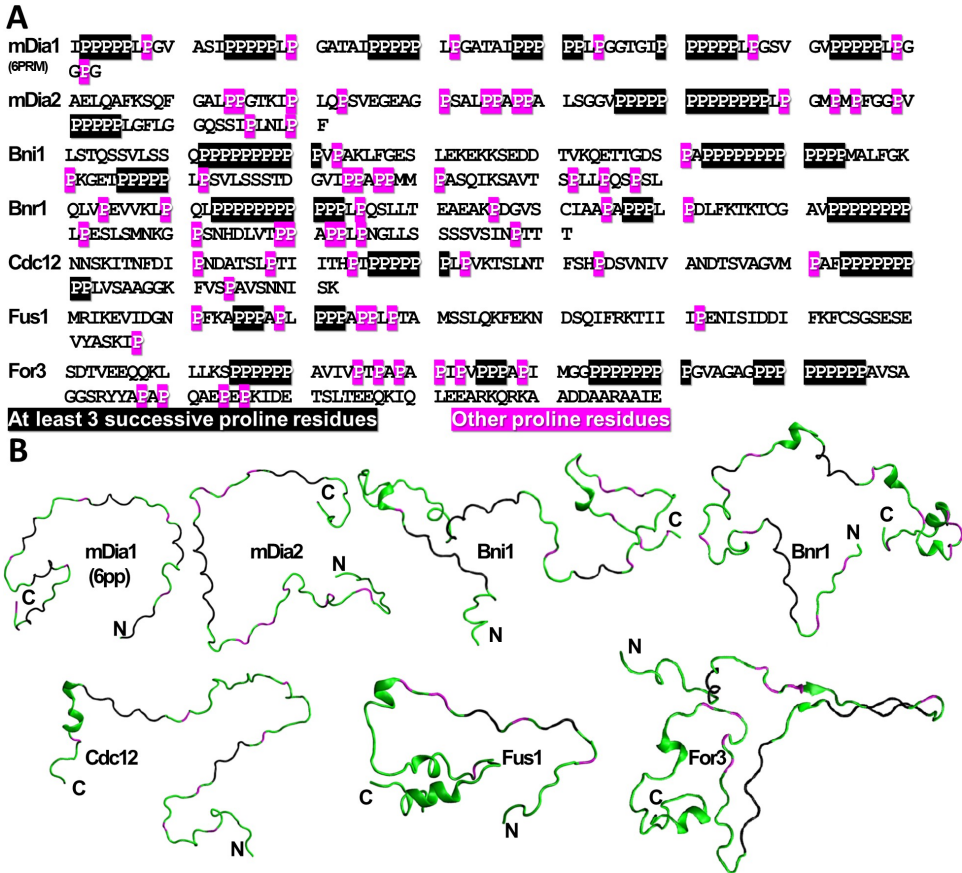 A
mDia1 IPPPPPLPGV ASIPPPPPLP GATAIPPPPP LPGATAIPPP PPLPGGTGIP PPPPPLPGSV GVPPPPPLPG
(6PRM) GPG
mDia2 AELQAFKSQF GALPPGTKIP LQPSVEGEAG PSALPPAPPA LSGGVPPPPP PPPPPPPPLP GMPMPFGGPV
PPPPPLGFLG GQSSIPLNLP F
Bni1 LSTQSSVLSS QPPPPPPPPP PVPAKLFGES LEKEKKSEDD TVKQETTGDS PAPPPPPPPP PPPPMALFGK
PKGETPPPPP LPSVLSSSTD GVIPPAPPMM PASQIKSAVT SPLLPQSPSL
Bnr1 QLVPEVVKLP QLPPPPPPPP PPPLPQSLLT EAEAKPDGVS CIAAPAPPPL PDLFKTKTCG AVPPPPPPPP
LPESLSMNKG PSNHDLVTPP APPLPNGLLS SSSVSINPTT T
Cdc12 NNSKITNFDI PNDATSLPTI ITHPTPPPPP PLPVKTSLNT FSHPDSVNIV ANDTSVAGVM PAFPPPPPPP
PPLVSAAGGK FVSPAVSNNI SK
Fus1 MRIKEVIDGN PFKAPPPAPL PPPAPPLPTA MSSLQKFEKN DSQIFRKTII IPENISIDDI FKFCSGSESE
VYASKIP
For3 SDTVEEQQKL LLKSPPPPPP AVIVPTPAPA PIPVPPPAPI MGGPPPPPPP PGVAGAGPPP PPPPPPAVSA
GGSRYYAPAP QAEPEPKIDE TSLTEEQKIQ LEEARKQRKA ADDAARAAIE
At least 3 successive proline residues Other proline residues
B
mDia1
(6pp)
C
N
mDia2
C
N
Bni1
C
N
Bnr1
N
C
Cdc12
C
N
Fus1
C
N
For3
N
C